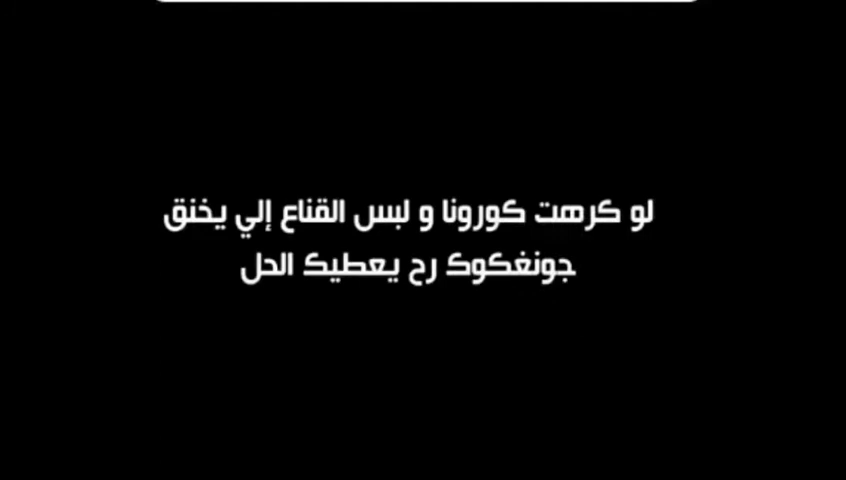 لو كرهت كورونا و لبس القناع إلي يخنق
جونغكوك رح يعطيك الحل